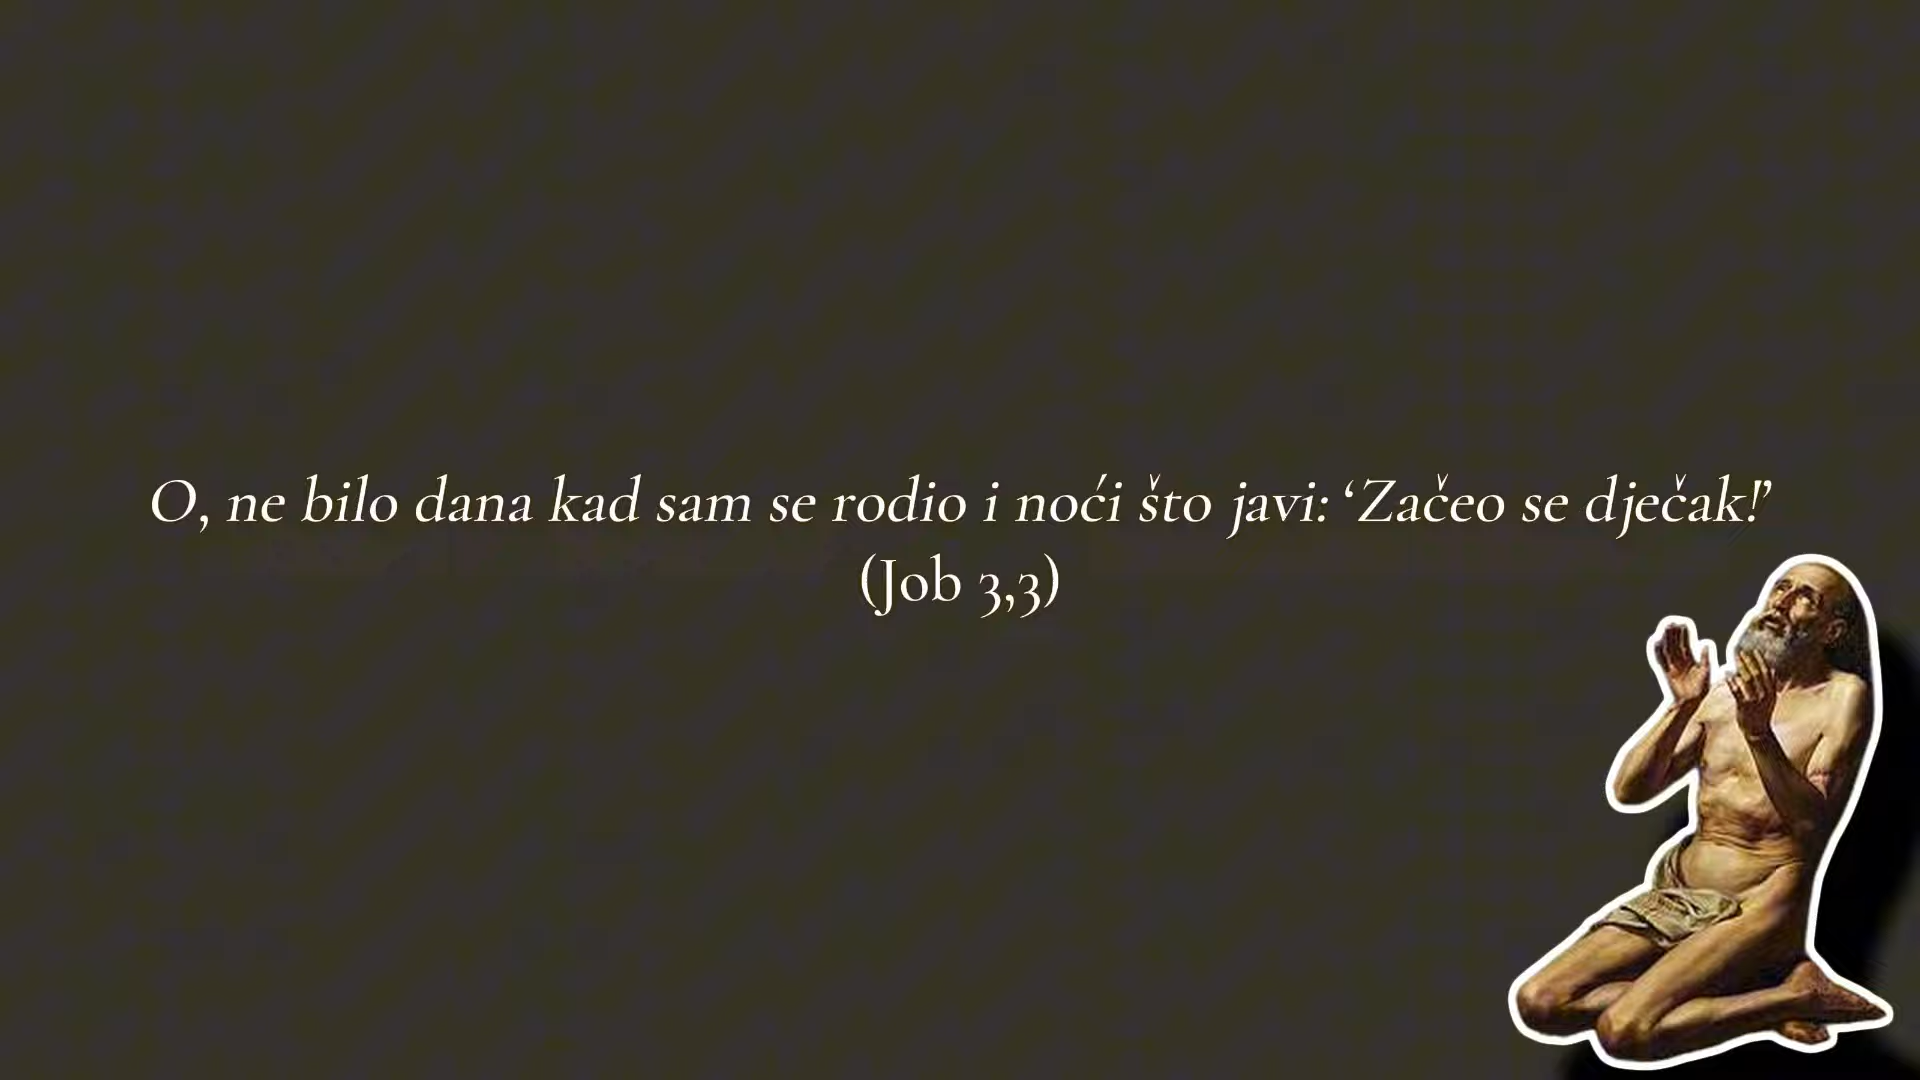 O, ne bilo dana kad sam se rodio i noći što javi: ‘Začeo se dječak!’
(Job 3,3)